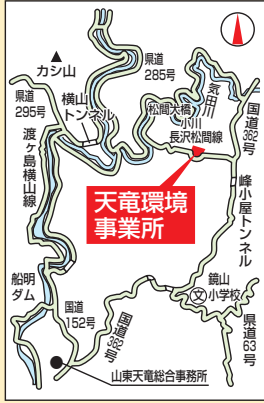 カシ山
県道
285号
県道
295号
横山
トンネル
松間大橋
小川
長沢松間線
気田川
国道362号
渡ヶ島横山線
天竜環境
事業所
峰小屋トンネル
船明
ダム
国道
152号
国道362号
鏡山
文
小学校
県道63号
山東天竜総合事務所